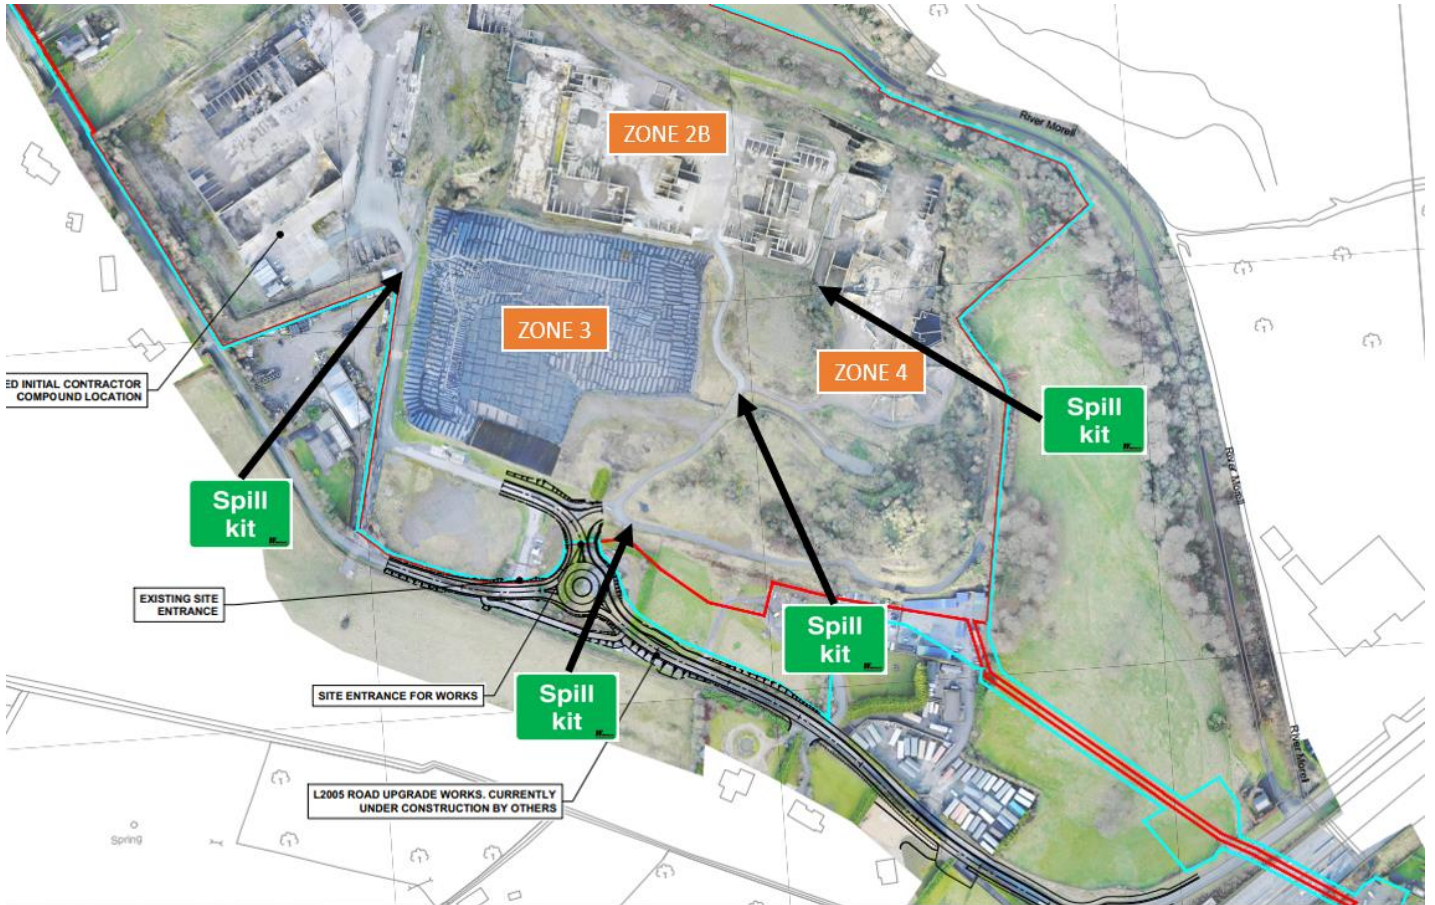 River Morell
ZONE 2B
ZONE 3
ZONE 4
ED INITIAL CONTRACTOR
COMPOUND LOCATION
Spill
kit
Spill
kit
River Morell
EXISTING SITE
ENTRANCE
Spill
kit
SITE ENTRANCE FOR WORKS
Spill
kit
River Morell
L2005 ROAD UPGRADE WORKS. CURRENTLY
UNDER CONSTRUCTION BY OTHERS
Spring